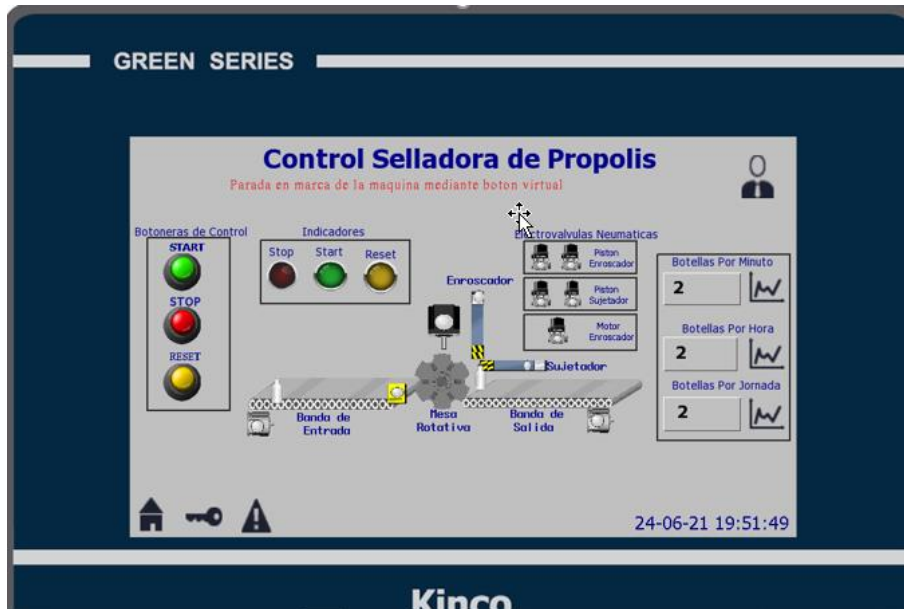 GREEN SERIES
Control Selladora de Propolis
Parada en marca de la maquina mediante boton virtual
Botoneras de Control
START
STOP
RESET
Indicadores
Stop Start Reset
Electrovalvulas Neumaticas
Piston
Enroscador
Piston
Sujetador
Motor
Enroscador
Enroscador
Sujetador
Banda de
Entrada
Mesa
Rotativa
Banda de
Salida
Botellas Por Minuto
2
Botellas Por Hora
2
Botellas Por Jornada
2
24-06-21 19:51:49
Kinco